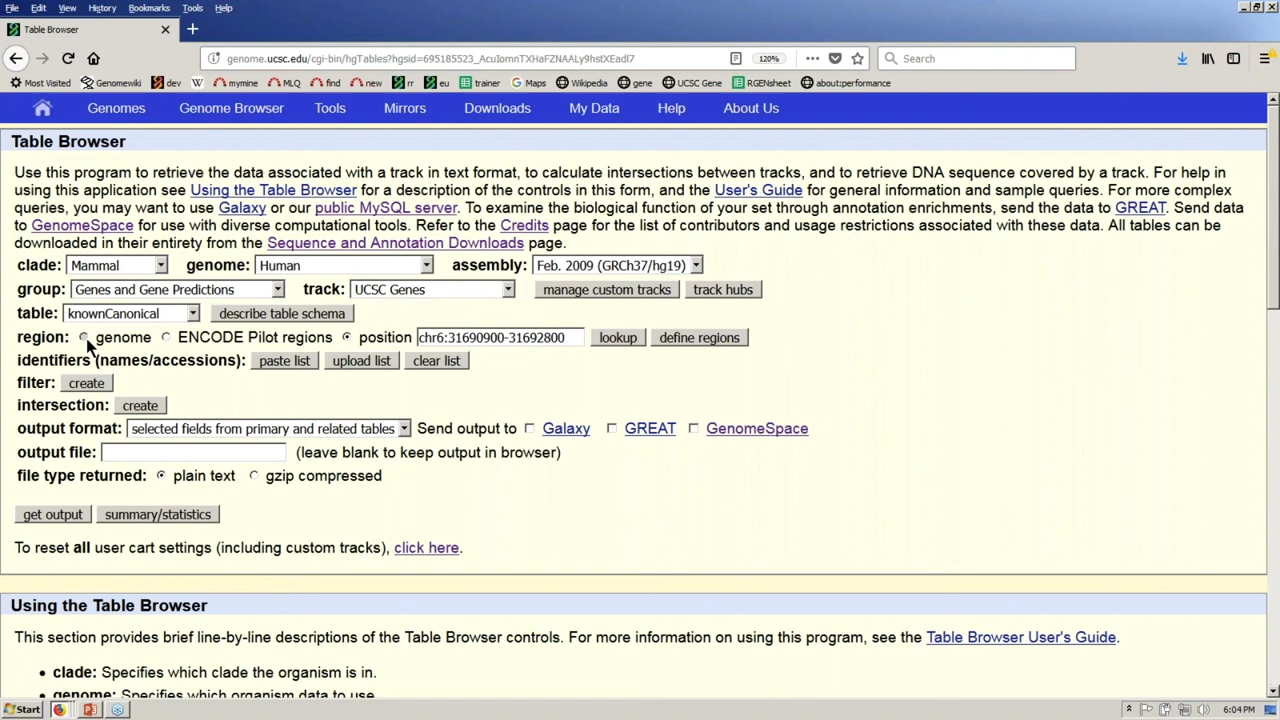 File Edit View History Bookmarks Tools Help
Table Browser
genome.ucsc.edu/cgi-bin/hgTables?hgsid=695185523_AcuIomnTXHaFZNAALy9hstXEadl7 120% Search
Most Visited Genomewiki dev W mymine MLQ find new rr eu trainer Maps Wikipedia gene UCSC Gene RGENsheet about:performance
Genomes Genome Browser Tools Mirrors Downloads My Data Help About Us
Table Browser
Use this program to retrieve the data associated with a track in text format, to calculate intersections between tracks, and to retrieve DNA sequence covered by a track. For help in
using this application see Using the Table Browser for a description of the controls in this form, and the User's Guide for general information and sample queries. For more complex
queries, you may want to use Galaxy or our public MySQL server. To examine the biological function of your set through annotation enrichments, send the data to GREAT. Send data
to GenomeSpace for use with diverse computational tools. Refer to the Credits page for the list of contributors and usage restrictions associated with these data. All tables can be
downloaded in their entirety from the Sequence and Annotation Downloads page.
clade: Mammal genome: Human assembly: Feb. 2009 (GRCh37/hg19)
group: Genes and Gene Predictions track: UCSC Genes manage custom tracks track hubs
table: knownCanonical describe table schema
region: genome ENCODE Pilot regions position chr6:31690900-31692800 lookup define regions
identifiers (names/accessions): paste list upload list clear list
filter: create
intersection: create
output format: selected fields from primary and related tables Send output to Galaxy GREAT GenomeSpace
output file: (leave blank to keep output in browser)
file type returned: plain text gzip compressed
get output summary/statistics
To reset all user cart settings (including custom tracks), click here.
Using the Table Browser
This section provides brief line-by-line descriptions of the Table Browser controls. For more information on using this program, see the Table Browser User's Guide.
• clade: Specifies which clade the organism is in.
• genome: Specifies which organism data to use.
Start 6:04 PM